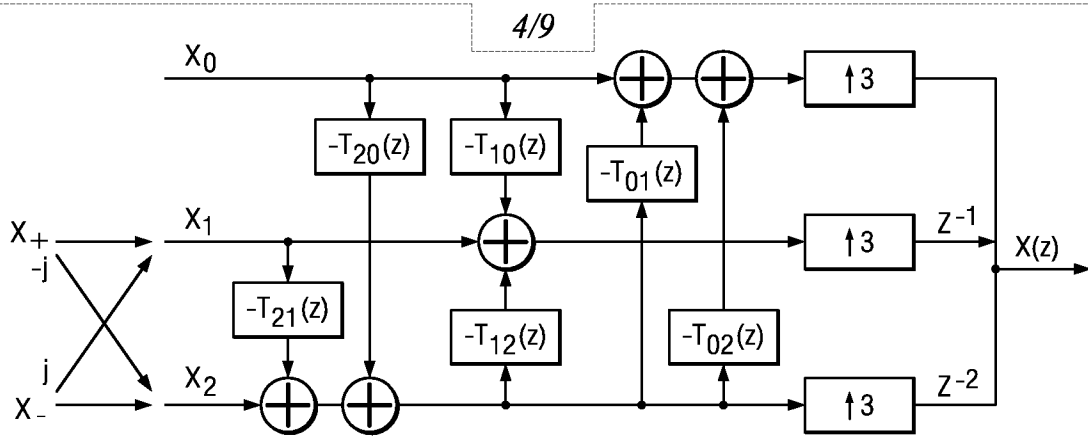 4/9
X0
↑3
-T20(z)
-T10(z)
-T01(z)
X+
X1
↑3
Z-1
-j
X(z)
-T21(z)
-T12(z)
-T02(z)
j
X2
↑3
Z-2
X-